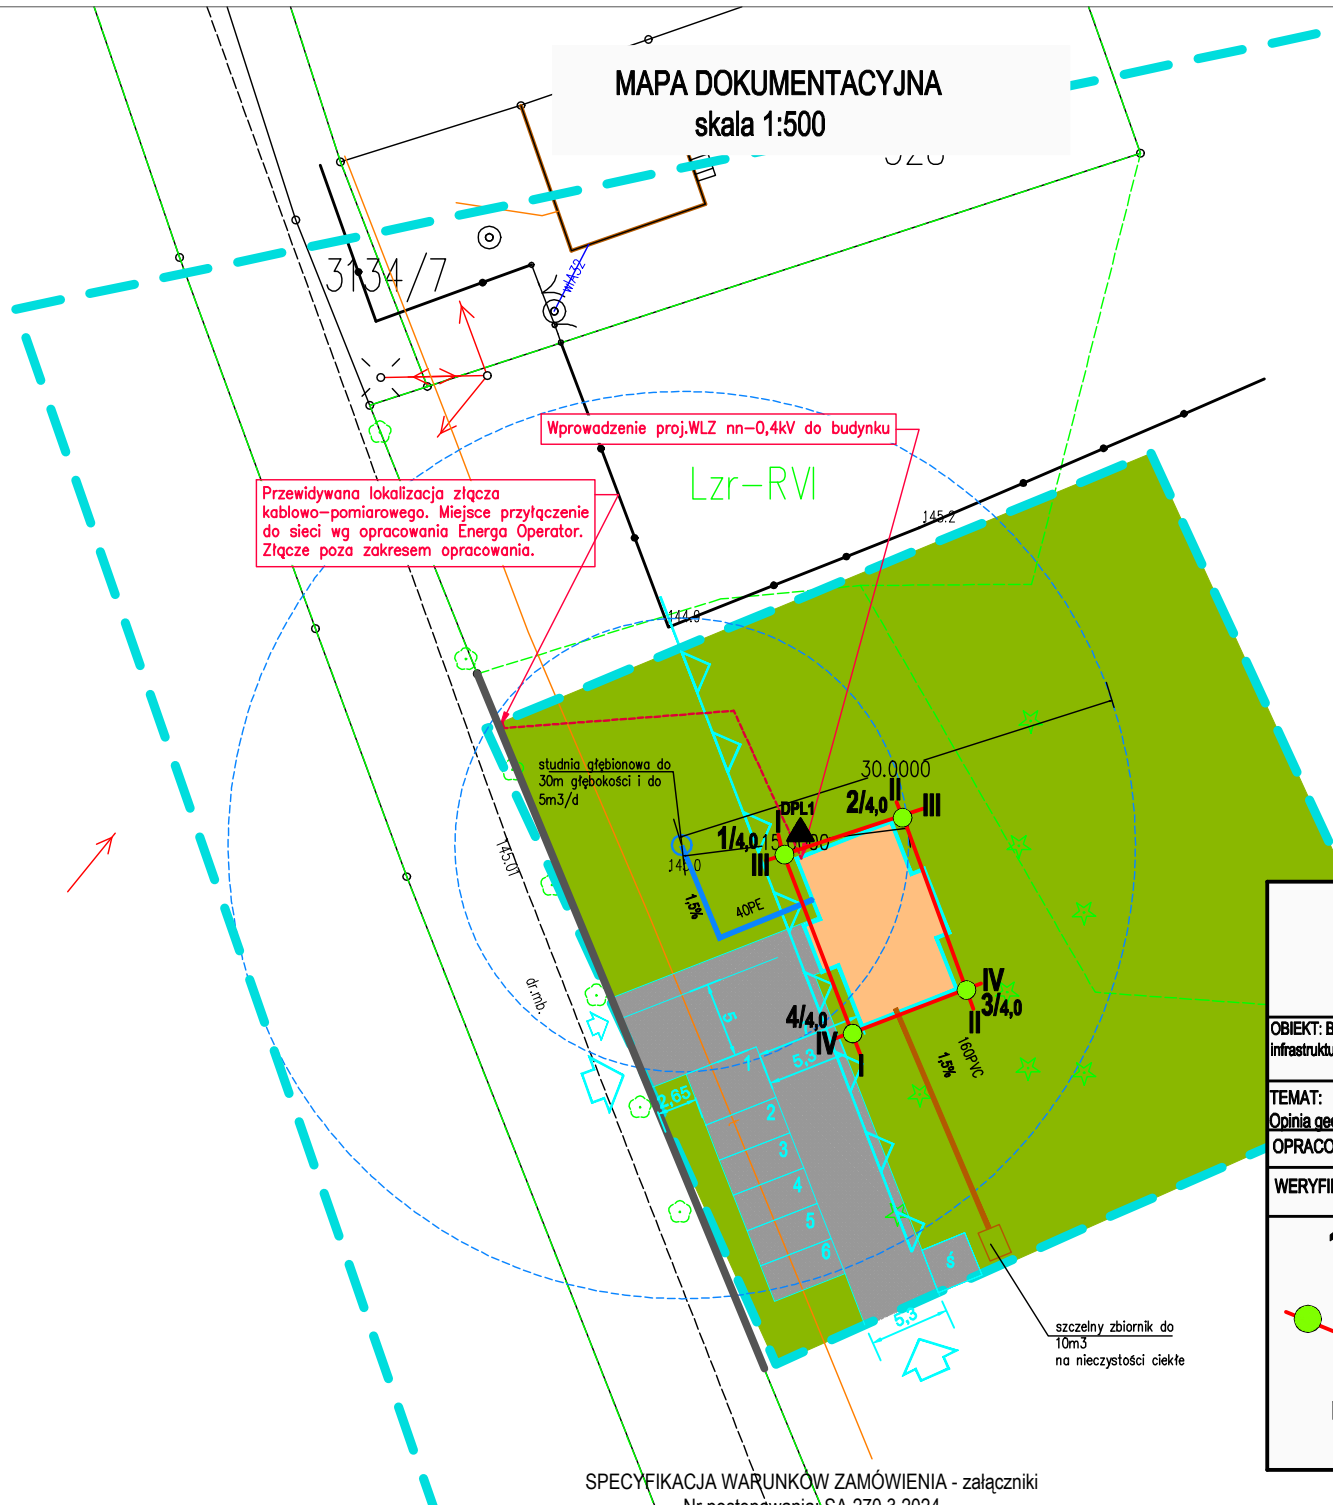 MAPA DOKUMENTACYJNA
skala 1:500
3134/7
wA32
Wprowadzenie proj.WLZ nn-0,4kV do budynku
Lzr-RVI
Przewidywana lokalizacja złącza
kablowo-pomiarowego. Miejsce przyłączenie
do sieci wg opracowania Energa Operator.
Złącze poza zakresem opracowania.
145.2
144.9
studnia głębionowa do
30m głębokości i do
5m3/d
30.0000
II
2/4,0
III
DPL1
I
1/4,0
III
145.0
145.01
1,5%
40PE
dr.mb.
IV
3/4,0
II
4/4,0
IV
I
160PVC
1,5%
5
5,3
2,65
1
2
3
4
5
6
ś
5,3
szczelny zbiornik do
10m3
na nieczystości ciekłe
OBIEKT: B
TEMAT:
SPECYFIKACJA WARUNKÓW ZAMÓWIENIA - załączniki